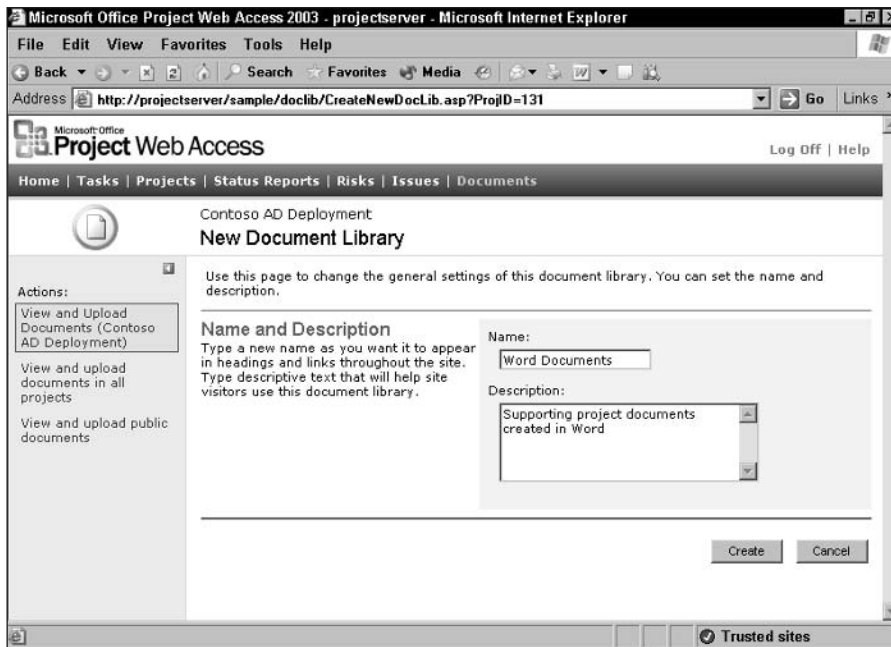 Microsoft Office Project Web Access 2003 - projectserver - Microsoft Internet Explorer
File Edit View Favorites Tools Help
Back Search Favorites Media
Address http://projectserver/sample/doclib/CreateNewDocLib.asp?ProjID=131 Go Links
Microsoft Office
Project Web Access
Log Off | Help
Home | Tasks | Projects | Status Reports | Risks | Issues | Documents
Contoso AD Deployment
New Document Library
Actions:
View and Upload
Documents (Contoso
AD Deployment)
View and upload
documents in all
projects
View and upload public
documents
Use this page to change the general settings of this document library. You can set the name and
description.
Name and Description
Type a new name as you want it to appear
in headings and links throughout the site.
Type descriptive text that will help site
visitors use this document library.
Name:
Word Documents
Description:
Supporting project documents
created in Word
Create Cancel
Trusted sites